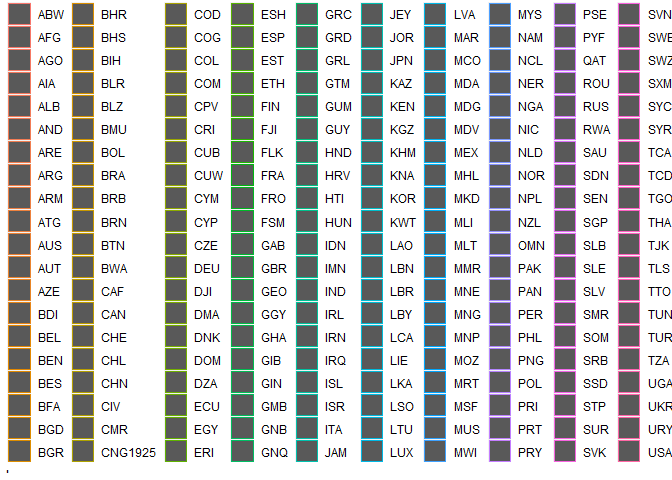 ABW BHR COD ESH GRC JEY LVA MYS PSE SVN
AFG BHS COG ESP GRD JOR MAR NAM PYF SWE
AGO BIH COL EST GRL JPN MCO NCL QAT SWZ
AIA BLR COM ETH GTM KAZ MDA NER ROU SXM
ALB BLZ CPV FIN GUM KEN MDG NGA RUS SYC
AND BMU CRI FJI GUY KGZ MDV NIC RWA SYR
ARE BOL CUB FLK HND KHM MEX NLD SAU TCA
ARG BRA CUW FRA HRV KNA MHL NOR SDN TCD
ARM BRB CYM FRO HTI KOR MKD NPL SEN TGO
ATG BRN CYP FSM HUN KWT MLI NZL SGP THA
AUS BTN CZE GAB IDN LAO MLT OMN SLB TJK
AUT BWA DEU GBR IMN LBN MMR PAK SLE TLS
AZE CAF DJI GEO IND LBR MNE PAN SLV TTO
BDI CAN DMA GGY IRL LBY MNG PER SMR TUN
BEL CHE DNK GHA IRN LCA MNP PHL SOM TUR
BEN CHL DOM GIB IRQ LIE MOZ PNG SRB TZA
BES CHN DZA GIN ISL LKA MRT POL SSD UGA
BFA CIV ECU GMB ISR LSO MSF PRI STP UKR
BGD CMR EGY GNB ITA LTU MUS PRT SUR URY
BGR CNG1925 ERI GNQ JAM LUX MWI PRY SVK USA